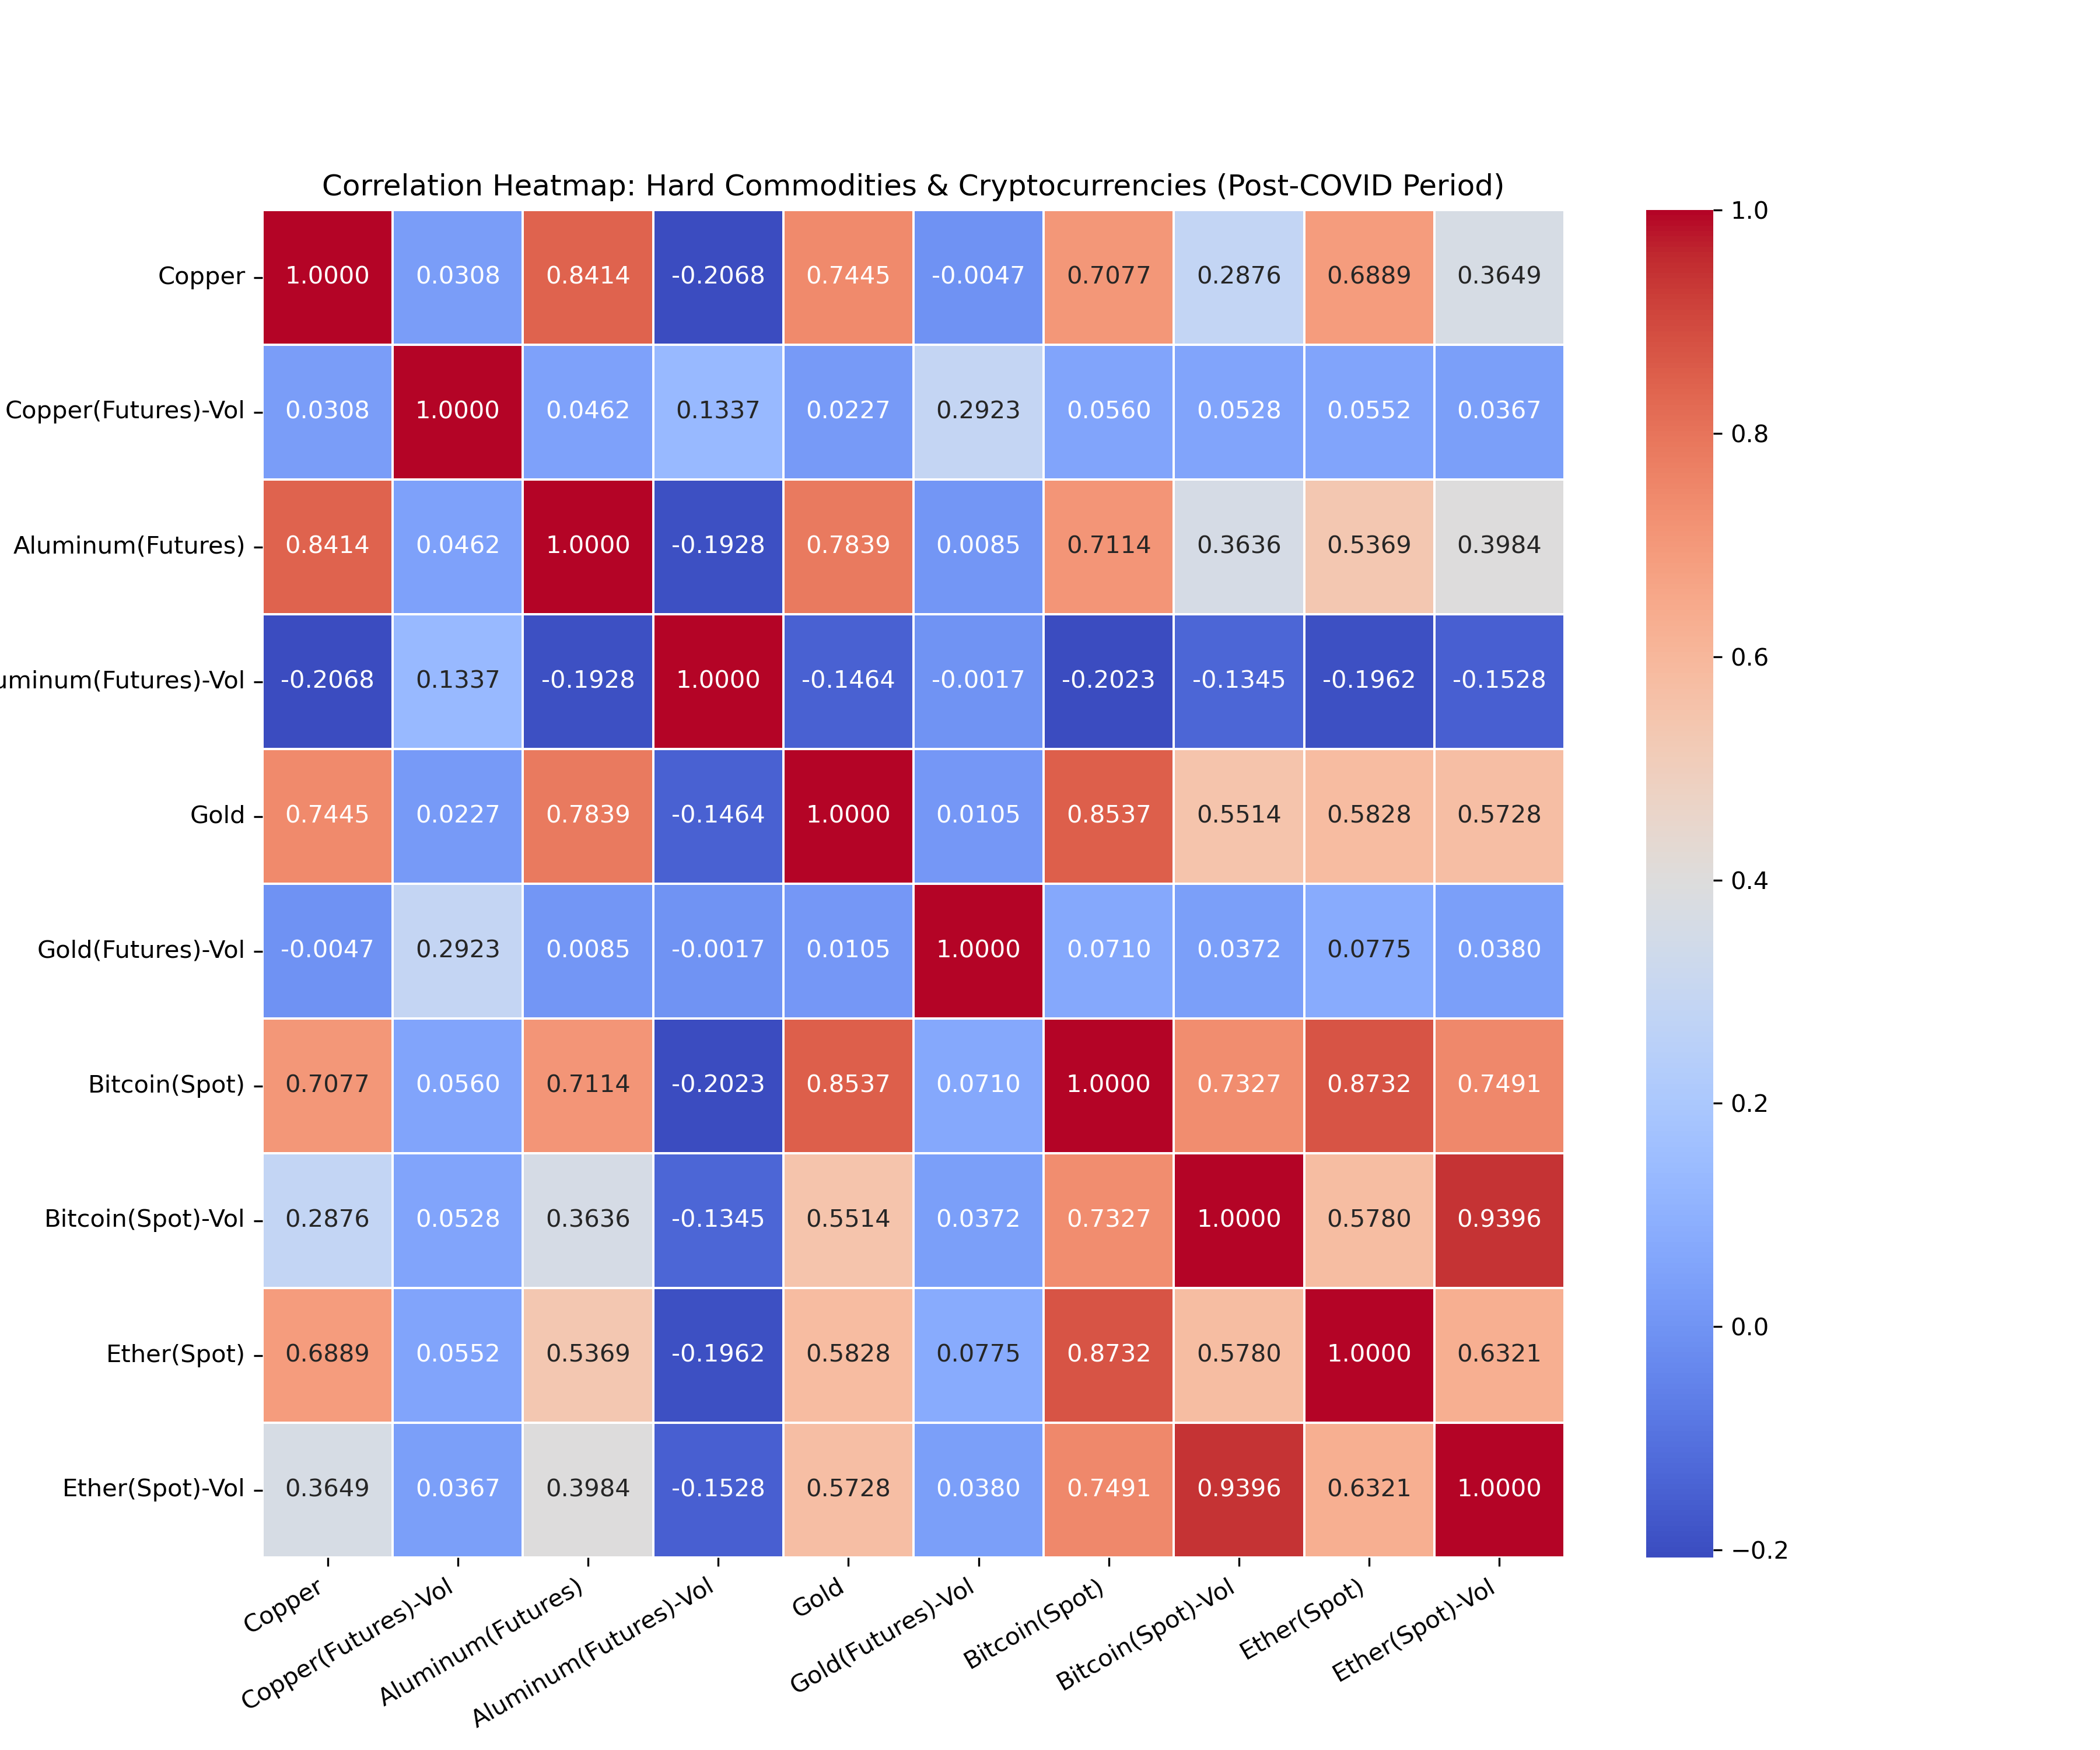 Correlation Heatmap: Hard Commodities & Cryptocurrencies (Post-COVID Period)
Copper 1.0000 0.0308 0.8414 -0.2068 0.7445 -0.0047 0.7077 0.2876 0.6889 0.3649
Copper(Futures)-Vol 0.0308 1.0000 0.0462 0.1337 0.0227 0.2923 0.0560 0.0528 0.0552 0.0367
Aluminum(Futures) 0.8414 0.0462 1.0000 -0.1928 0.7839 0.0085 0.7114 0.3636 0.5369 0.3984
uminum(Futures)-Vol -0.2068 0.1337 -0.1928 1.0000 -0.1464 -0.0017 -0.2023 -0.1345 -0.1962 -0.1528
Gold 0.7445 0.0227 0.7839 -0.1464 1.0000 0.0105 0.8537 0.5514 0.5828 0.5728
Gold(Futures)-Vol -0.0047 0.2923 0.0085 -0.0017 0.0105 1.0000 0.0710 0.0372 0.0775 0.0380
Bitcoin(Spot) 0.7077 0.0560 0.7114 -0.2023 0.8537 0.0710 1.0000 0.7327 0.8732 0.7491
Bitcoin(Spot)-Vol 0.2876 0.0528 0.3636 -0.1345 0.5514 0.0372 0.7327 1.0000 0.5780 0.9396
Ether(Spot) 0.6889 0.0552 0.5369 -0.1962 0.5828 0.0775 0.8732 0.5780 1.0000 0.6321
Ether(Spot)-Vol 0.3649 0.0367 0.3984 -0.1528 0.5728 0.0380 0.7491 0.9396 0.6321 1.0000
Copper
Copper(Futures)-Vol
Aluminum(Futures)
Aluminum(Futures)-Vol
Gold
Gold(Futures)-Vol
Bitcoin(Spot)
Bitcoin(Spot)-Vol
Ether(Spot)
Ether(Spot)-Vol
1.0
0.8
0.6
0.4
0.2
0.0
−0.2